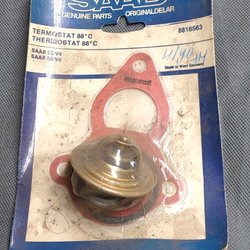 SAAB
GENUINE PARTS ORIGINALDELAR
TERMOSTAT 88°C
THERMOSTAT 88°C
8816563
SAAB 95 V4
SAAB 96 V4
Made in West Germany